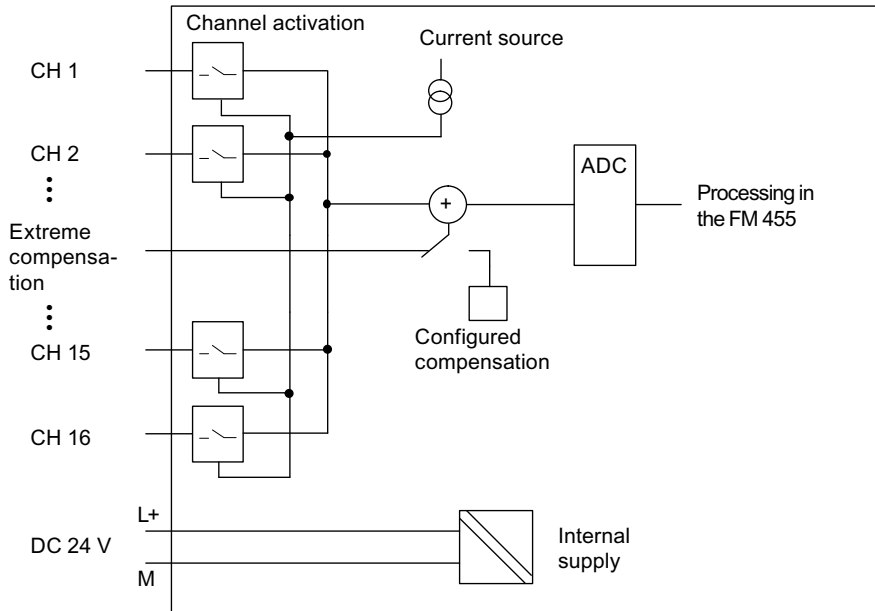 Channel activation
Current source
CH 1
CH 2
ADC
+
Processing in
the FM 455
Extreme
compensa-
tion
Configured
compensation
CH 15
CH 16
L+
DC 24 V
M
Internal
supply